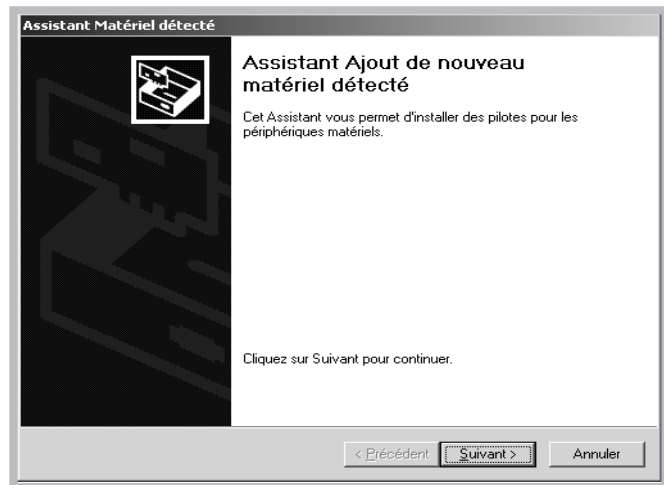 Assistant Matériel détecté
Assistant Ajout de nouveau
matériel détecté
Cet Assistant vous permet d'installer des pilotes pour les
périphériques matériels.
Cliquez sur Suivant pour continuer.
< Précédent Suivant > Annuler